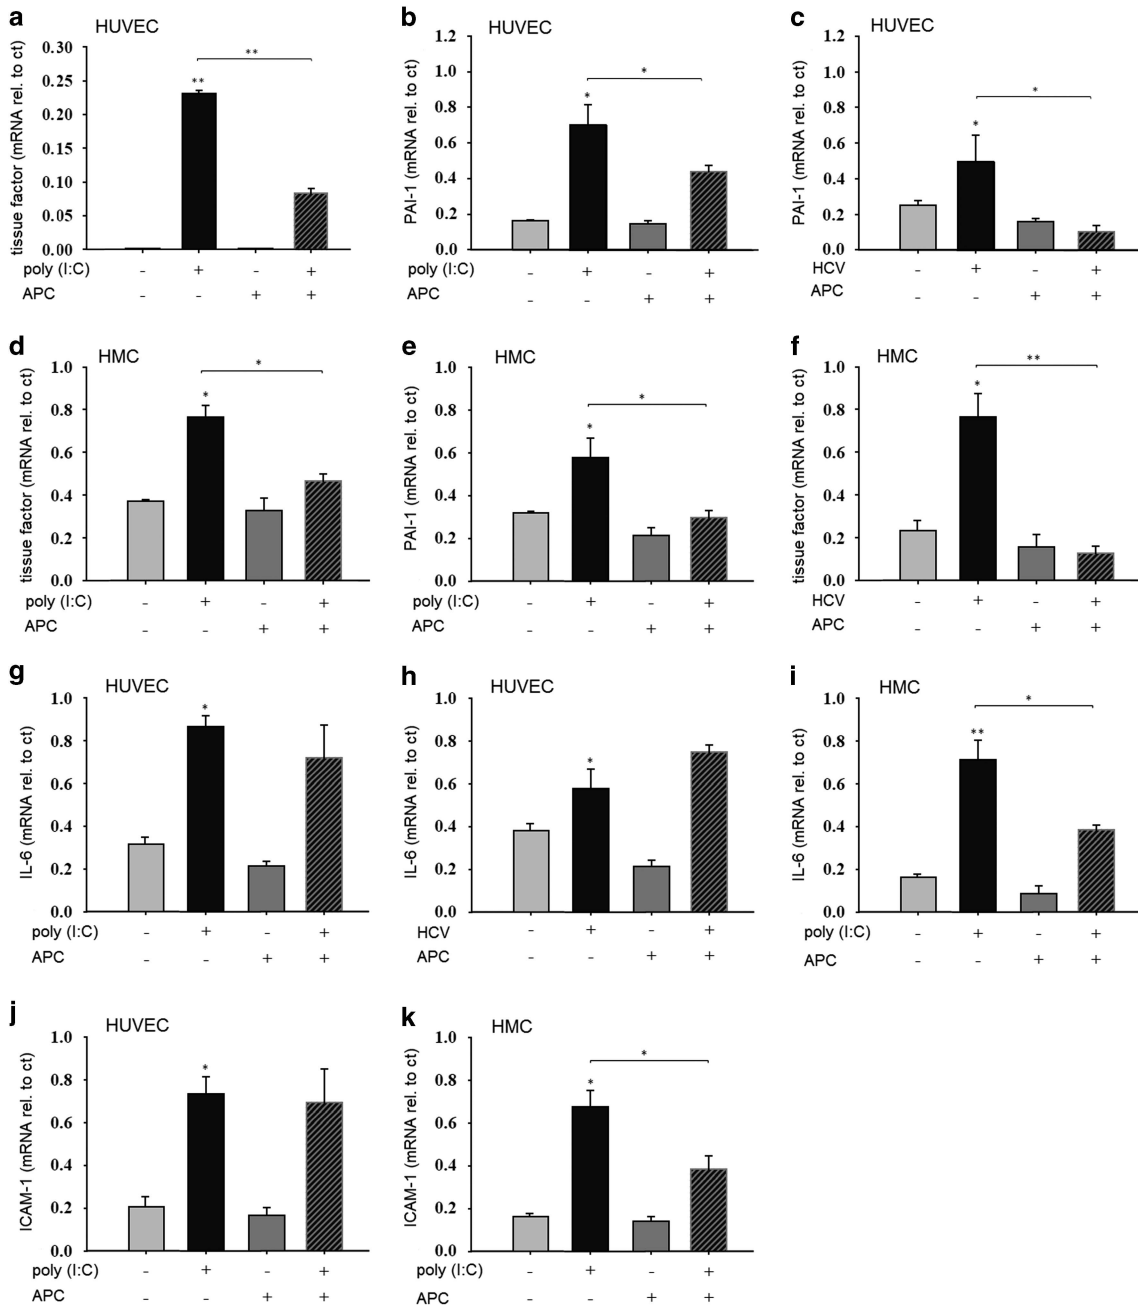 a HUVEC
tissue factor (mRNA rel. to ct)
0.30
0.25
0.20
0.15
0.10
0.05
0.00
** **
poly (I:C) - + - +
APC - - + +
b HUVEC
PAI-1 (mRNA rel. to ct)
1.2
1.0
0.8
0.6
0.4
0.2
0.0
* *
poly (I:C) - + - +
APC - - + +
c HUVEC
PAI-1 (mRNA rel. to ct)
1.2
1.0
0.8
0.6
0.4
0.2
0.0
* *
HCV - + - +
APC - - + +
d HMC
tissue factor (mRNA rel. to ct)
1.0
0.8
0.6
0.4
0.2
0.0
* *
poly (I:C) - + - +
APC - - + +
e HMC
PAI-1 (mRNA rel. to ct)
1.0
0.8
0.6
0.4
0.2
0.0
* *
poly (I:C) - + - +
APC - - + +
f HMC
tissue factor (mRNA rel. to ct)
1.0
0.8
0.6
0.4
0.2
0.0
* **
HCV - + - +
APC - - + +
g HUVEC
IL-6 (mRNA rel. to ct)
1.0
0.8
0.6
0.4
0.2
0.0
*
poly (I:C) - + - +
APC - - + +
h HUVEC
IL-6 (mRNA rel. to ct)
1.0
0.8
0.6
0.4
0.2
0.0
*
HCV - + - +
APC - - + +
i HMC
IL-6 (mRNA rel. to ct)
1.0
0.8
0.6
0.4
0.2
0.0
** *
poly (I:C) - + - +
APC - - + +
j HUVEC
ICAM-1 (mRNA rel. to ct)
1.0
0.8
0.6
0.4
0.2
0.0
*
poly (I:C) - + - +
APC - - + +
k HMC
ICAM-1 (mRNA rel. to ct)
1.0
0.8
0.6
0.4
0.2
0.0
* *
poly (I:C) - + - +
APC - - + +